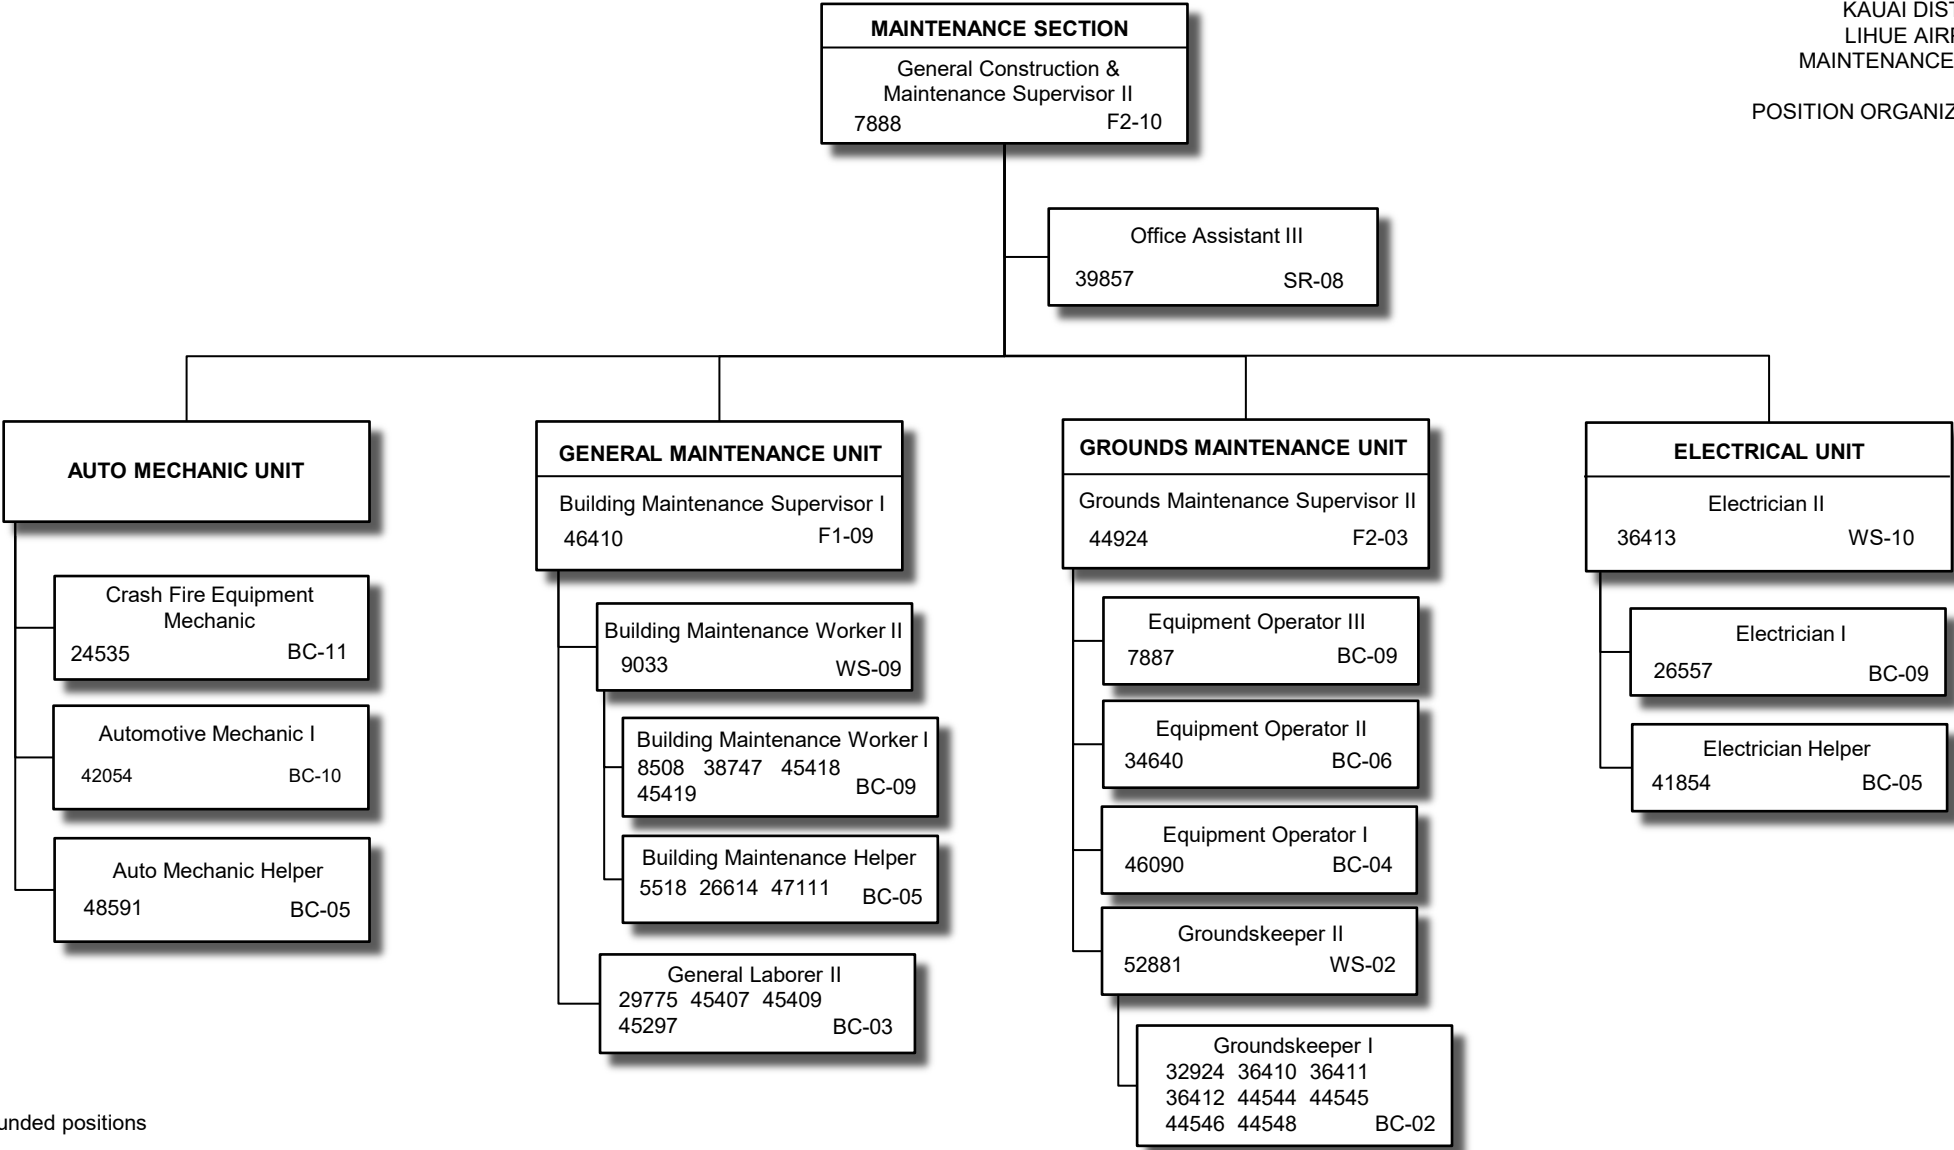 KAUAI
LIHUE
MAINTENANCE
POSITION
MAINTENANCE SECTION
General Construction &
Maintenance Supervisor II
7888 F2-10
Office Assistant III
39857 SR-08
AUTO MECHANIC UNIT
Crash Fire Equipment
Mechanic
24535 BC-11
Automotive Mechanic I
42054 BC-10
Auto Mechanic Helper
48591 BC-05
GENERAL MAINTENANCE UNIT
Building Maintenance Supervisor I
46410 F1-09
Building Maintenance Worker II
9033 WS-09
Building Maintenance Worker I
8508 38747 45418
45419 BC-09
Building Maintenance Helper
5518 26614 47111 BC-05
General Laborer II
29775 45407 45409
45297 BC-03
GROUNDS MAINTENANCE UNIT
Grounds Maintenance Supervisor II
44924 F2-03
Equipment Operator III
7887 BC-09
Equipment Operator II
34640 BC-06
Equipment Operator I
46090 BC-04
Groundskeeper II
52881 WS-02
Groundskeeper I
32924 36410 36411
36412 44544 44545
44546 44548 BC-02
ELECTRICAL UNIT
Electrician II
36413 WS-10
Electrician I
26557 BC-09
Electrician Helper
41854 BC-05
positions